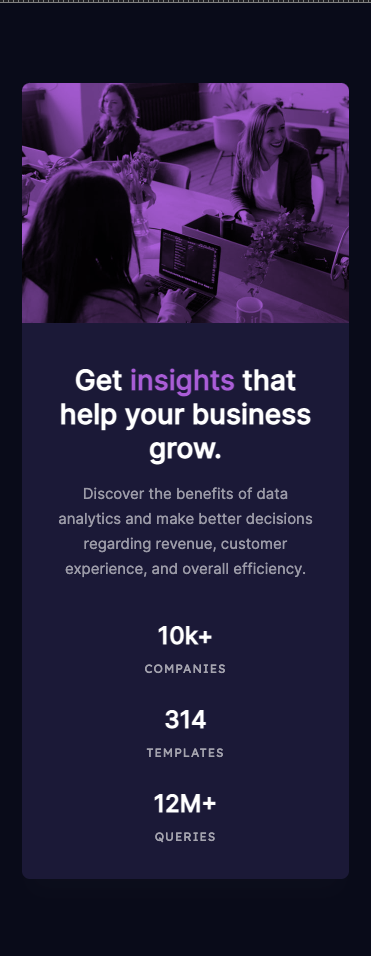 Get insights that
help your business
grow.
Discover the benefits of data
analytics and make better decisions
regarding revenue, customer
experience, and overall efficiency.
10k+
COMPANIES
314
TEMPLATES
12M+
QUERIES